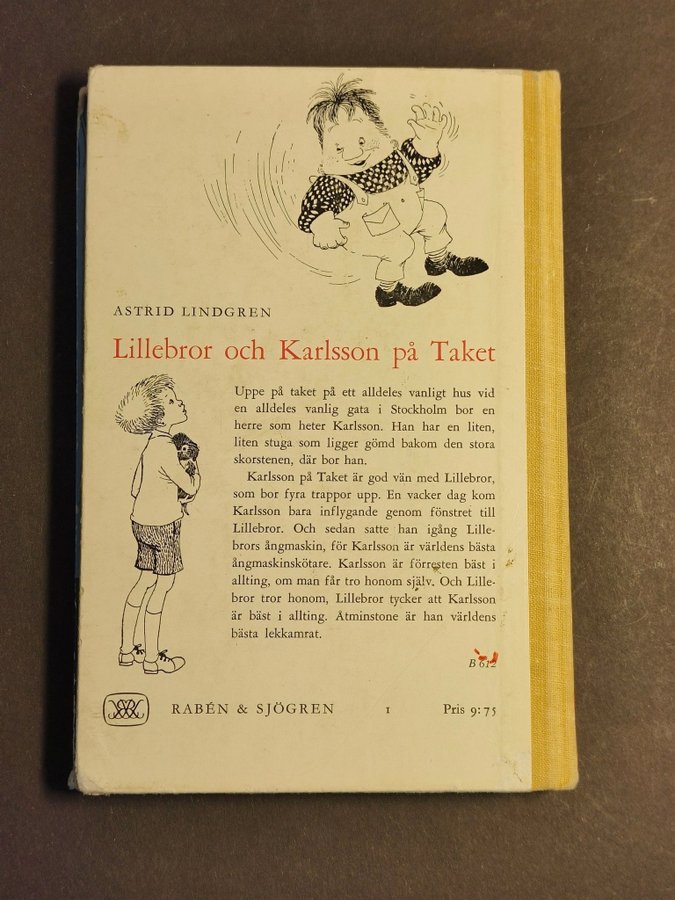 ASTRID LINDGREN
Lillebror och Karlsson på Taket
Uppe på taket på ett alldeles vanligt hus vid
en alldeles vanlig gata i Stockholm bor en
herre som heter Karlsson. Han har en liten,
liten stuga som ligger gömd bakom den stora
skorstenen, där bor han.
Karlsson på Taket är god vän med Lillebror,
som bor fyra trappor upp. En vacker dag kom
Karlsson bara inflygande genom fönstret till
Lillebror. Och sedan satte han igång Lille-
brors ångmaskin, för Karlsson är världens bästa
ångmaskinskötare. Karlsson är förresten bäst i
allting, om man får tro honom själv. Och Lille-
bror tror honom, Lillebror tycker att Karlsson
är bäst i allting. Åtminstone är han världens
bästa lekkamrat.
B 612
RABÉN & SJÖGREN 1 Pris 9:75